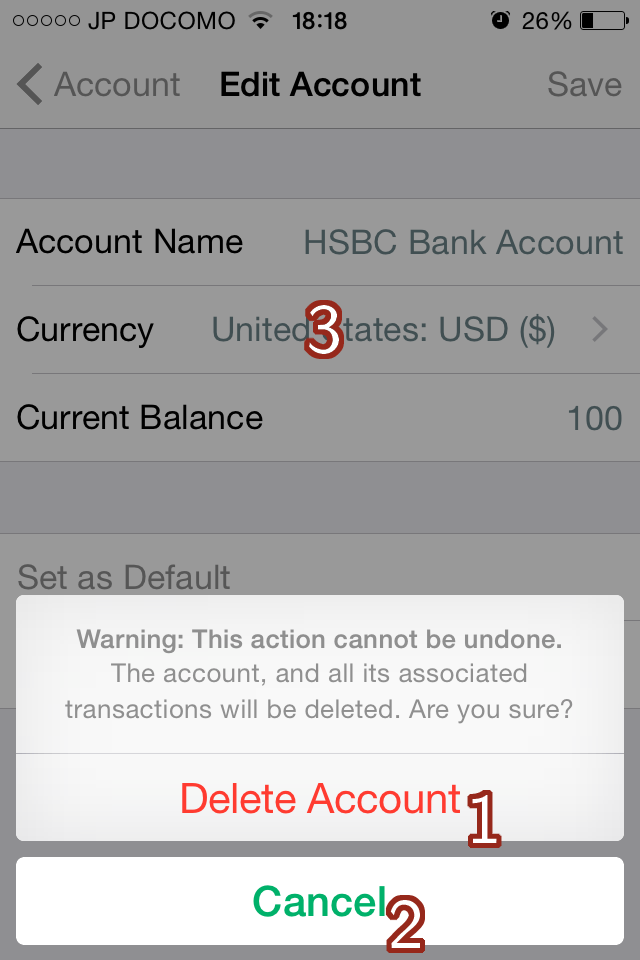 JP DOCOMO 18:18 26%
Account Edit Account Save
Account Name HSBC Bank Account
Currency United States: USD ($)
3
Current Balance 100
Set as Default
Warning: This action cannot be undone.
The account, and all its associated
transactions will be deleted. Are you sure?
Delete Account
1
Cancel
2